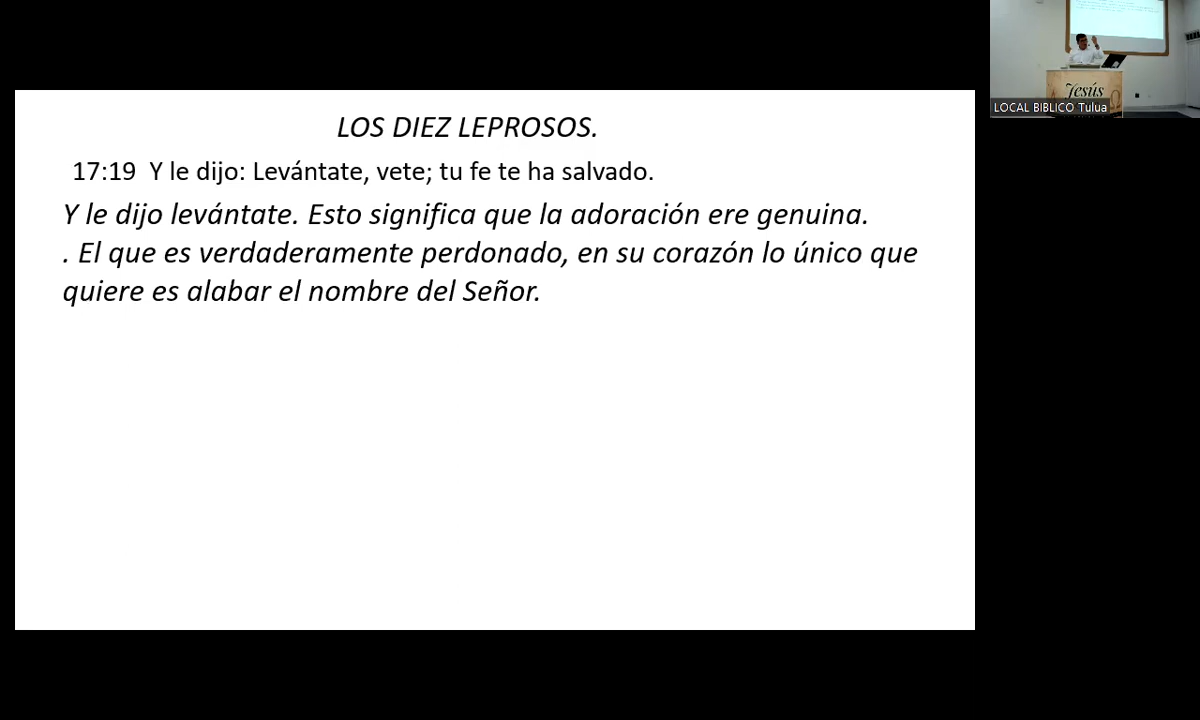 LOS DIEZ LEPROSOS.
17:19 Y le dijo: Levántate, vete; tu fe te ha salvado.
Y le dijo levántate. Esto significa que la adoración ere genuina.
. El que es verdaderamente perdonado, en su corazón lo único que
quiere es alabar el nombre del Señor.
Jesús
LOCAL BIBLICO Tulua